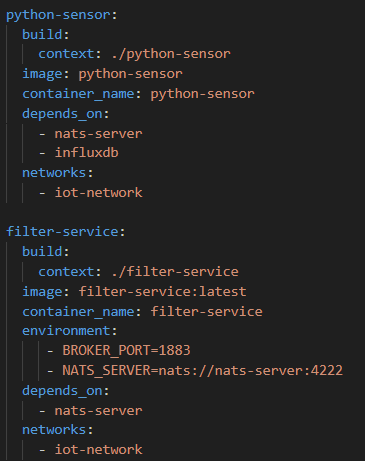 python-sensor:
  build:
    context: ./python-sensor
  image: python-sensor
  container_name: python-sensor
  depends_on:
    - nats-server
    - influxdb
  networks:
    - iot-network

filter-service:
  build:
    context: ./filter-service
  image: filter-service:latest
  container_name: filter-service
  environment:
     - BROKER_PORT=1883
     - NATS_SERVER=nats://nats-server:4222
  depends_on:
    - nats-server
  networks:
    - iot-network